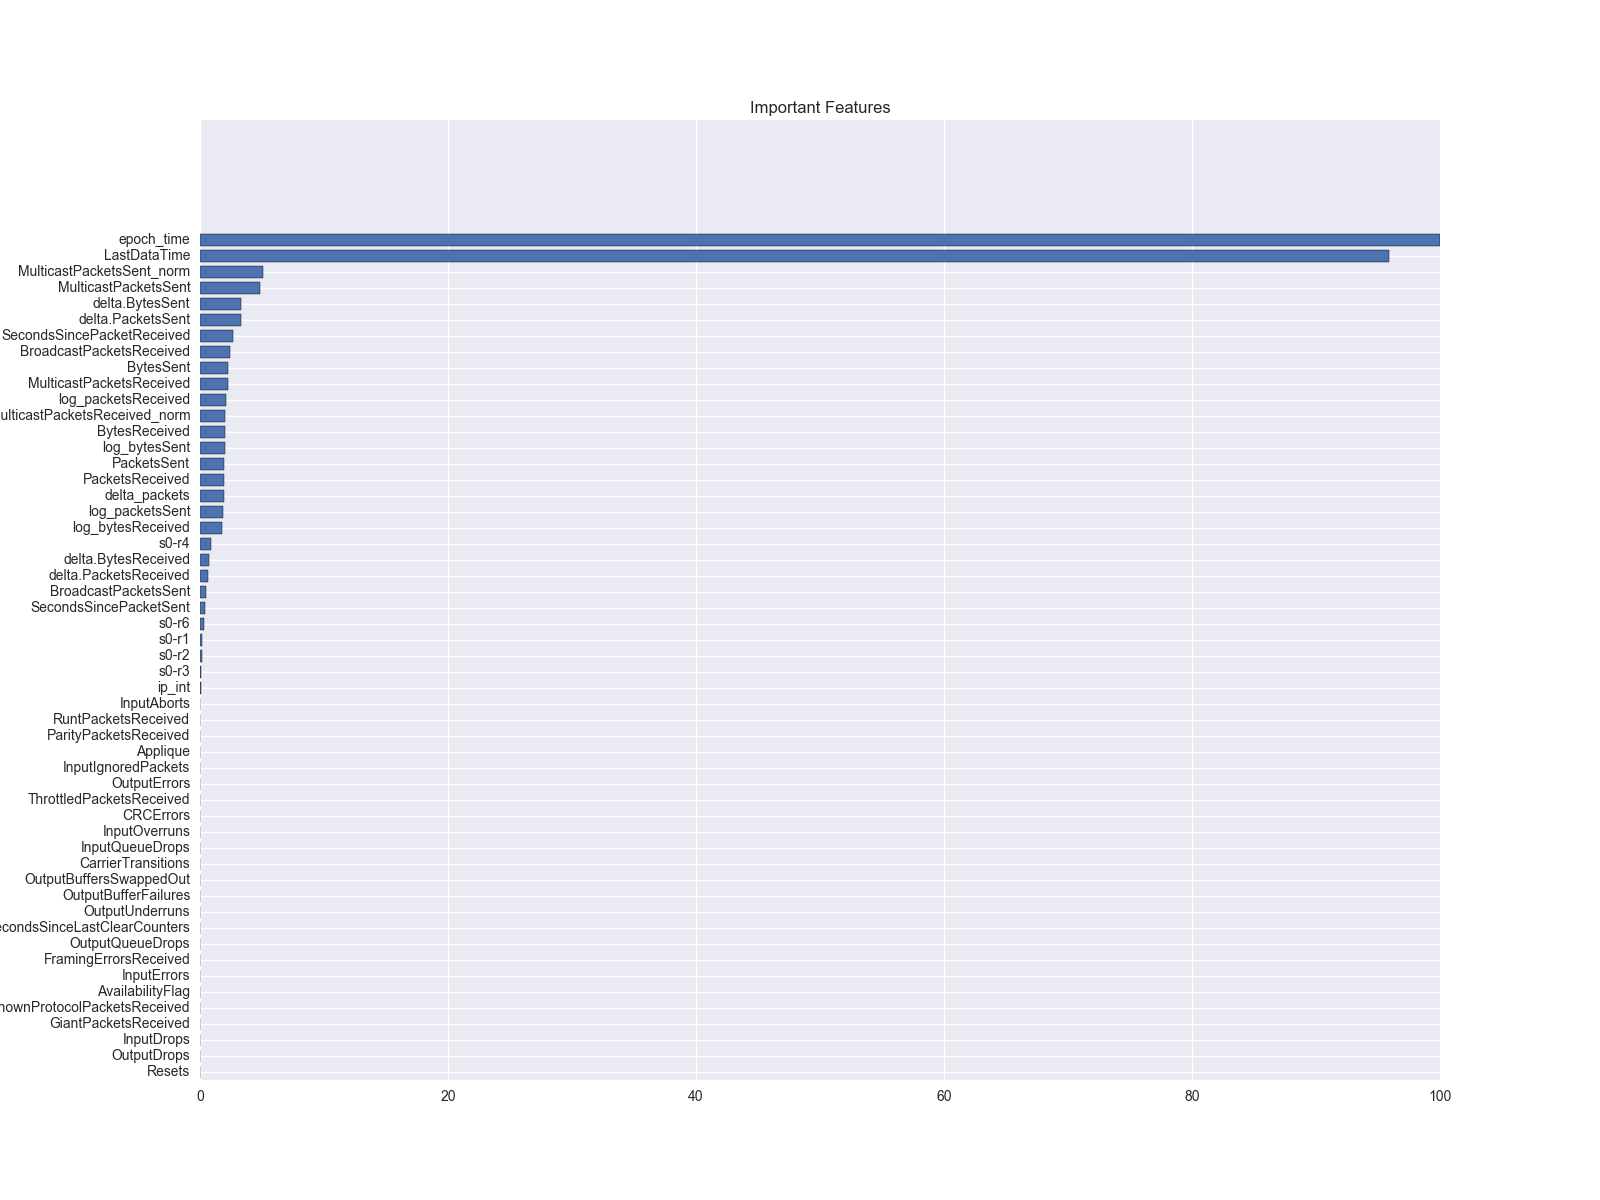 Important Features
epoch_time
LastDataTime
MulticastPacketsSent_norm
MulticastPacketsSent
delta.BytesSent
delta.PacketsSent
SecondsSincePacketReceived
BroadcastPacketsReceived
BytesSent
MulticastPacketsReceived
log_packetsReceived
ulticastPacketsReceived_norm
BytesReceived
log_bytesSent
PacketsSent
PacketsReceived
delta_packets
log_packetsSent
log_bytesReceived
s0-r4
delta.BytesReceived
delta.PacketsReceived
BroadcastPacketsSent
SecondsSincePacketSent
s0-r6
s0-r1
s0-r2
s0-r3
ip_int
InputAborts
RuntPacketsReceived
ParityPacketsReceived
Applique
InputIgnoredPackets
OutputErrors
ThrottledPacketsReceived
CRCErrors
InputOverruns
InputQueueDrops
CarrierTransitions
OutputBuffersSwappedOut
OutputBufferFailures
OutputUnderruns
econdsSinceLastClearCounters
OutputQueueDrops
FramingErrorsReceived
InputErrors
AvailabilityFlag
nownProtocolPacketsReceived
GiantPacketsReceived
InputDrops
OutputDrops
Resets
0 20 40 60 80 100